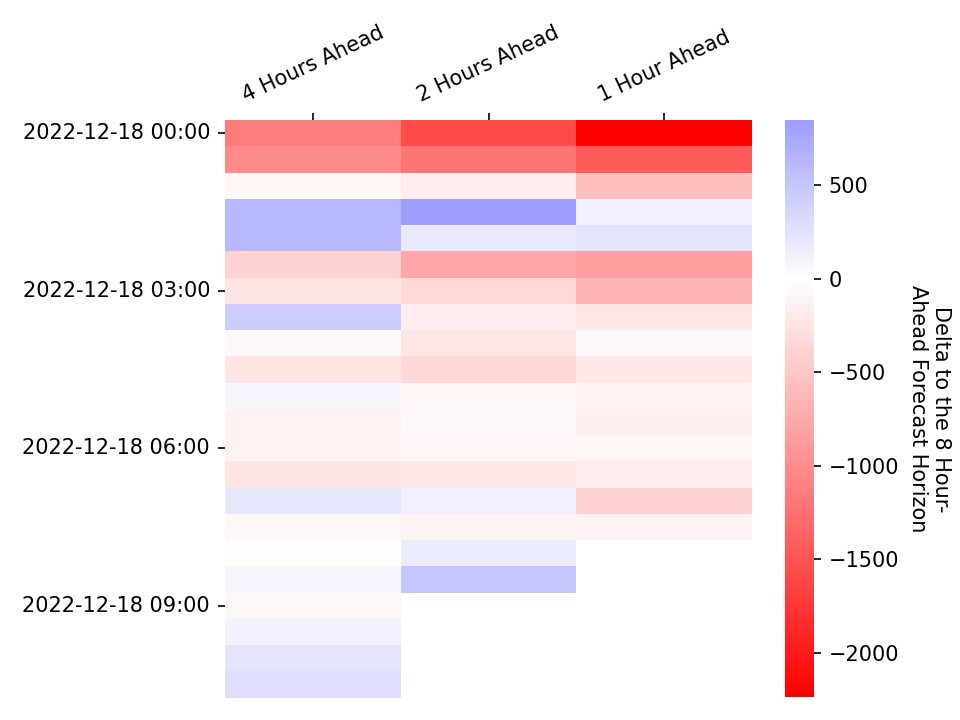 4 Hours Ahead
2 Hours Ahead
1 Hour Ahead
2022-12-18 00:00
2022-12-18 03:00
2022-12-18 06:00
2022-12-18 09:00
500
0
−500
−1000
−1500
−2000
Delta to the 8 Hour-
Ahead Forecast Horizon